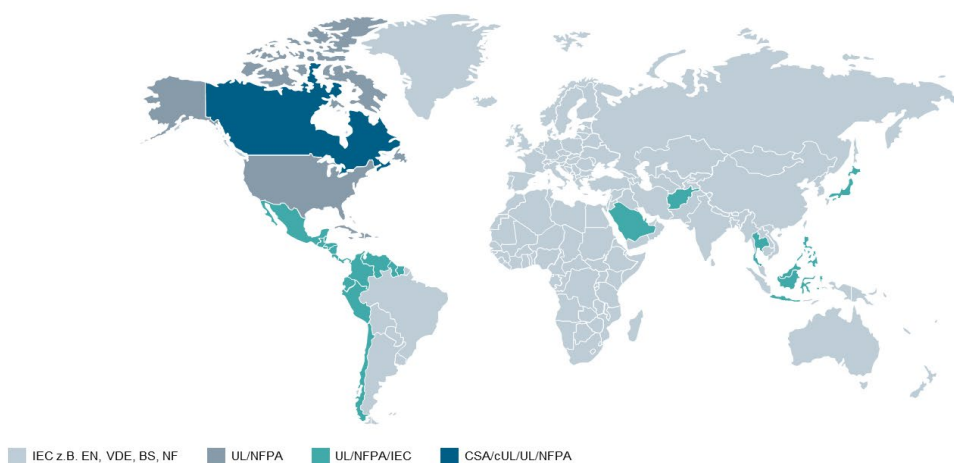 IEC z.B. EN, VDE, BS, NF UL/NFPA UL/NFPA/IEC CSA/cUL/UL/NFPA